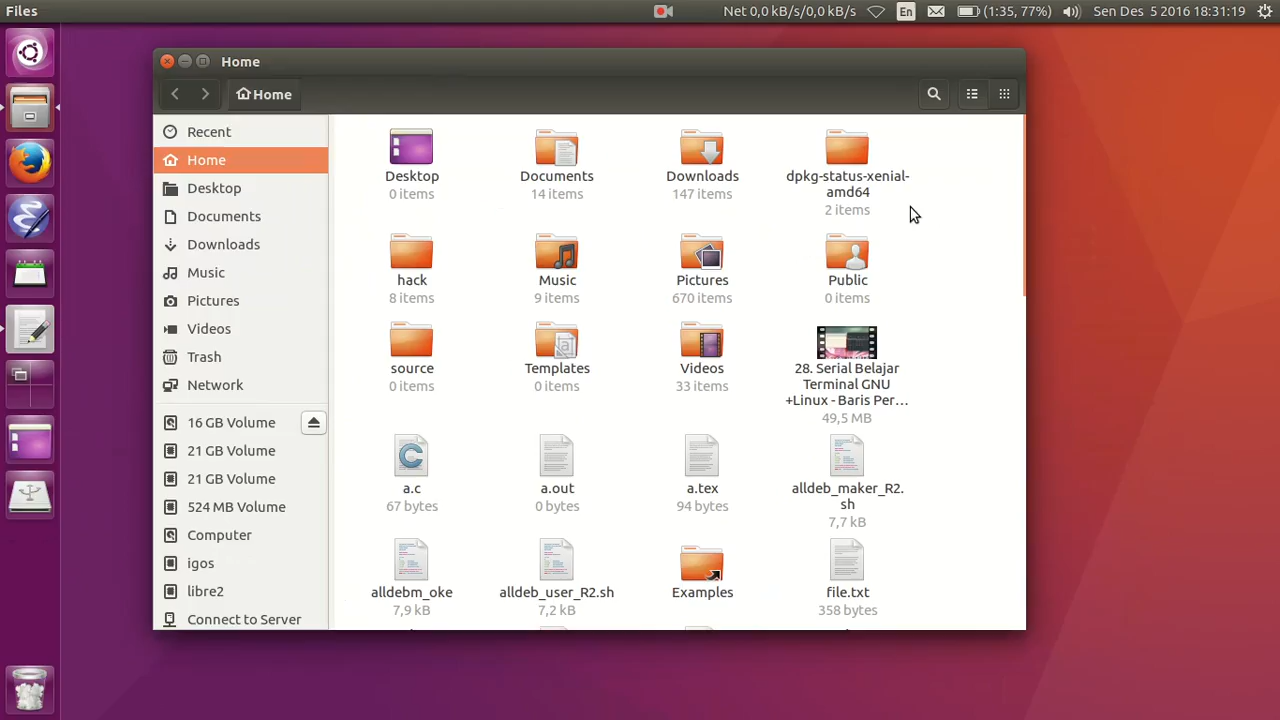 Files
Net 0,0 kB/s/0,0 kB/s
En
(1:35, 77%)
Sen Des 5 2016 18:31:19
Home
Home
Recent
Home
Desktop
Documents
Downloads
Music
Pictures
Videos
Trash
Network
16 GB Volume
21 GB Volume
21 GB Volume
524 MB Volume
Computer
igos
libre2
Connect to Server
Desktop
0 items
Documents
14 items
Downloads
147 items
dpkg-status-xenial-
amd64
2 items
hack
8 items
Music
9 items
Pictures
670 items
Public
0 items
source
0 items
Templates
0 items
Videos
33 items
28. Serial Belajar
Terminal GNU
+Linux - Baris Per…
49,5 MB
a.c
67 bytes
a.out
0 bytes
a.tex
94 bytes
alldeb_maker_R2.
sh
7,7 kB
alldebm_oke
7,9 kB
alldeb_user_R2.sh
7,2 kB
Examples
file.txt
358 bytes